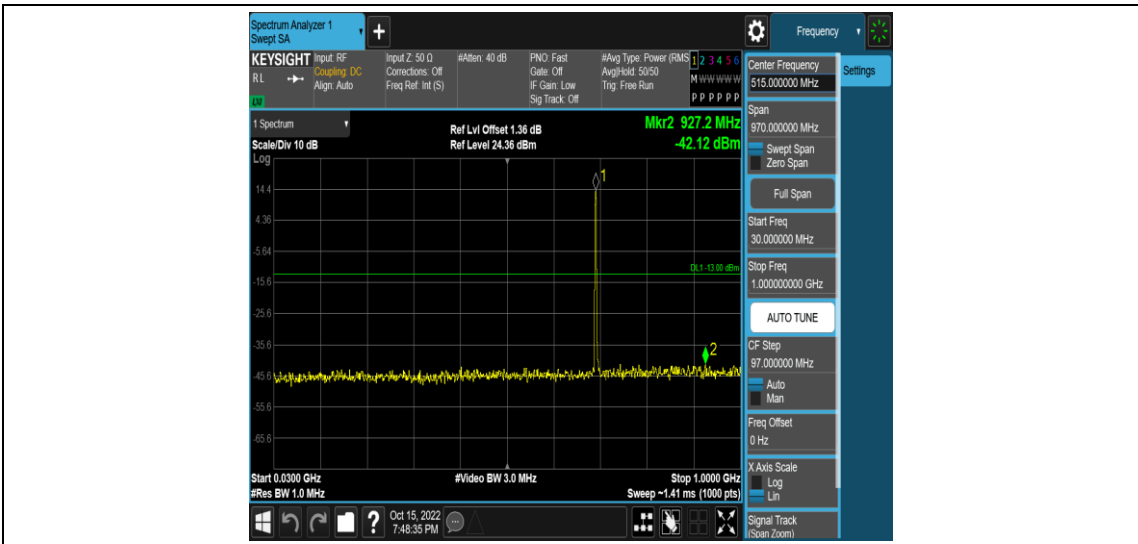 Spectrum Analyzer 1
Swept SA
+
Frequency
KEYSIGHT
RL
LXI
Input: RF
Coupling: DC
Align: Auto
Input Z: 50 Ω
Corrections: Off
Freq Ref: Int (S)
#Atten: 40 dB
PNO: Fast
Gate: Off
IF Gain: Low
Sig Track: Off
#Avg Type: Power (RMS
Avg|Hold: 50/50
Trig: Free Run
1 2 3 4 5 6
M W W W W W
P P P P P P
1 Spectrum
Scale/Div 10 dB
Log
Ref Lvl Offset 1.36 dB
Ref Level 24.36 dBm
Mkr2 927.2 MHz
-42.12 dBm
14.4
4.36
-5.64
-15.6
-25.6
-35.6
-45.6
-55.6
-65.6
1
DL1 -13.00 dBm
2
Start 0.0300 GHz
#Res BW 1.0 MHz
#Video BW 3.0 MHz
Stop 1.0000 GHz
Sweep ~1.41 ms (1000 pts)
?
Oct 15, 2022
7:48:35 PM
Center Frequency
515.000000 MHz
Settings
Span
970.000000 MHz
Swept Span
Zero Span
Full Span
Start Freq
30.000000 MHz
Stop Freq
1.000000000 GHz
AUTO TUNE
CF Step
97.000000 MHz
Auto
Man
Freq Offset
0 Hz
X Axis Scale
Log
Lin
Signal Track
(Span Zoom)